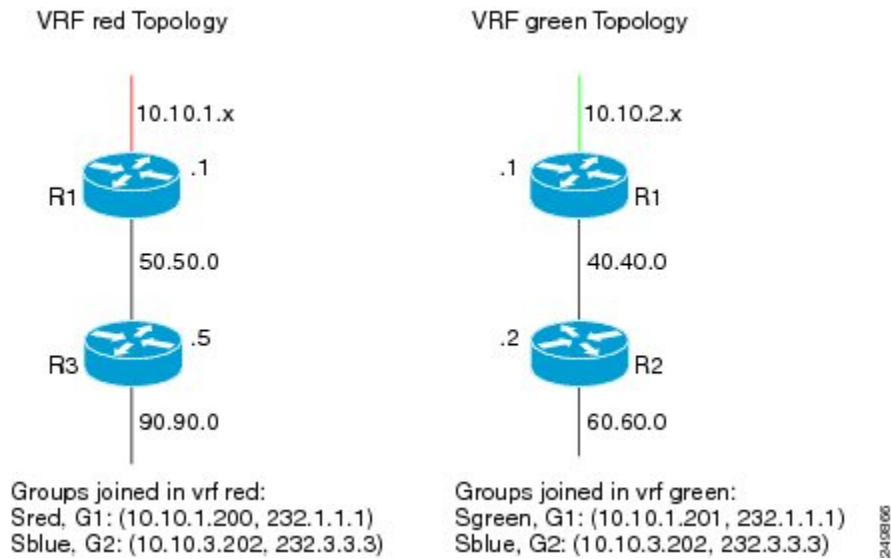 VRF red Topology
10.10.1.x
.1
R1
50.50.0
.5
R3
90.90.0
Groups joined in vrf red:
Sred, G1: (10.10.1.200, 232.1.1.1)
Sblue, G2: (10.10.3.202, 232.3.3.3)
VRF green Topology
10.10.2.x
.1
R1
40.40.0
.2
R2
60.60.0
Groups joined in vrf green:
Sgreen, G1: (10.10.1.201, 232.1.1.1)
Sblue, G2: (10.10.3.202, 232.3.3.3)